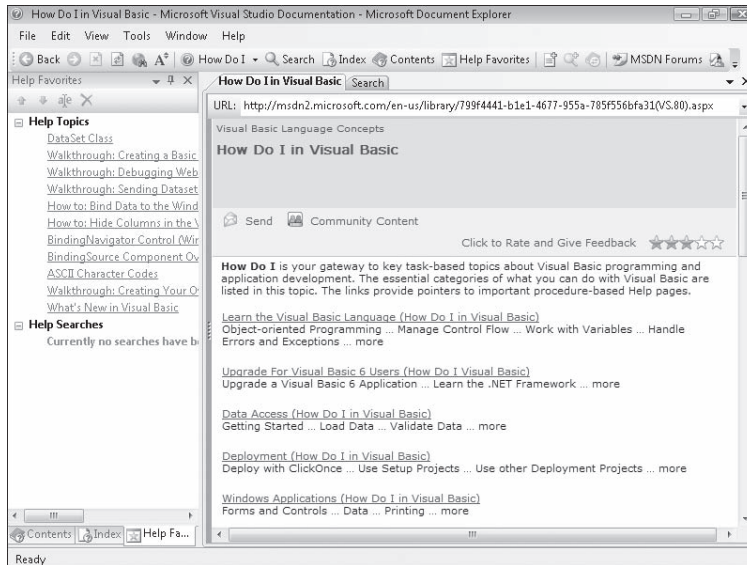 How Do I in Visual Basic - Microsoft Visual Studio Documentation - Microsoft Document Explorer
File Edit View Tools Window Help
Back How Do I Search Index Contents Help Favorites MSDN Forums
Help Favorites
How Do I in Visual Basic Search
URL: http://msdn2.microsoft.com/en-us/library/799f4441-b1e1-4677-955a-785f556bfa31(VS.80).aspx
Help Topics
DataSet Class
Walkthrough: Creating a Basic
Walkthrough: Debugging Web
Walkthrough: Sending Dataset
How to: Bind Data to the Wind
How to: Hide Columns in the
BindingNavigator Control (Wir
BindingSource Component Ov
ASCII Character Codes
Walkthrough: Creating Your O
What's New in Visual Basic
Help Searches
Currently no searches have b
Visual Basic Language Concepts
How Do I in Visual Basic
Send Community Content
Click to Rate and Give Feedback
How Do I is your gateway to key task-based topics about Visual Basic programming and
application development. The essential categories of what you can do with Visual Basic are
listed in this topic. The links provide pointers to important procedure-based Help pages.
Learn the Visual Basic Language (How Do I in Visual Basic)
Object-oriented Programming ... Manage Control Flow ... Work with Variables ... Handle
Errors and Exceptions ... more
Upgrade For Visual Basic 6 Users (How Do I Visual Basic)
Upgrade a Visual Basic 6 Application ... Learn the .NET Framework ... more
Data Access (How Do I in Visual Basic)
Getting Started ... Load Data ... Validate Data ... more
Deployment (How Do I in Visual Basic)
Deploy with ClickOnce ... Use Setup Projects ... Use other Deployment Projects ... more
Windows Applications (How Do I in Visual Basic)
Forms and Controls ... Data ... Printing ... more
Contents Index Help Fa...
Ready